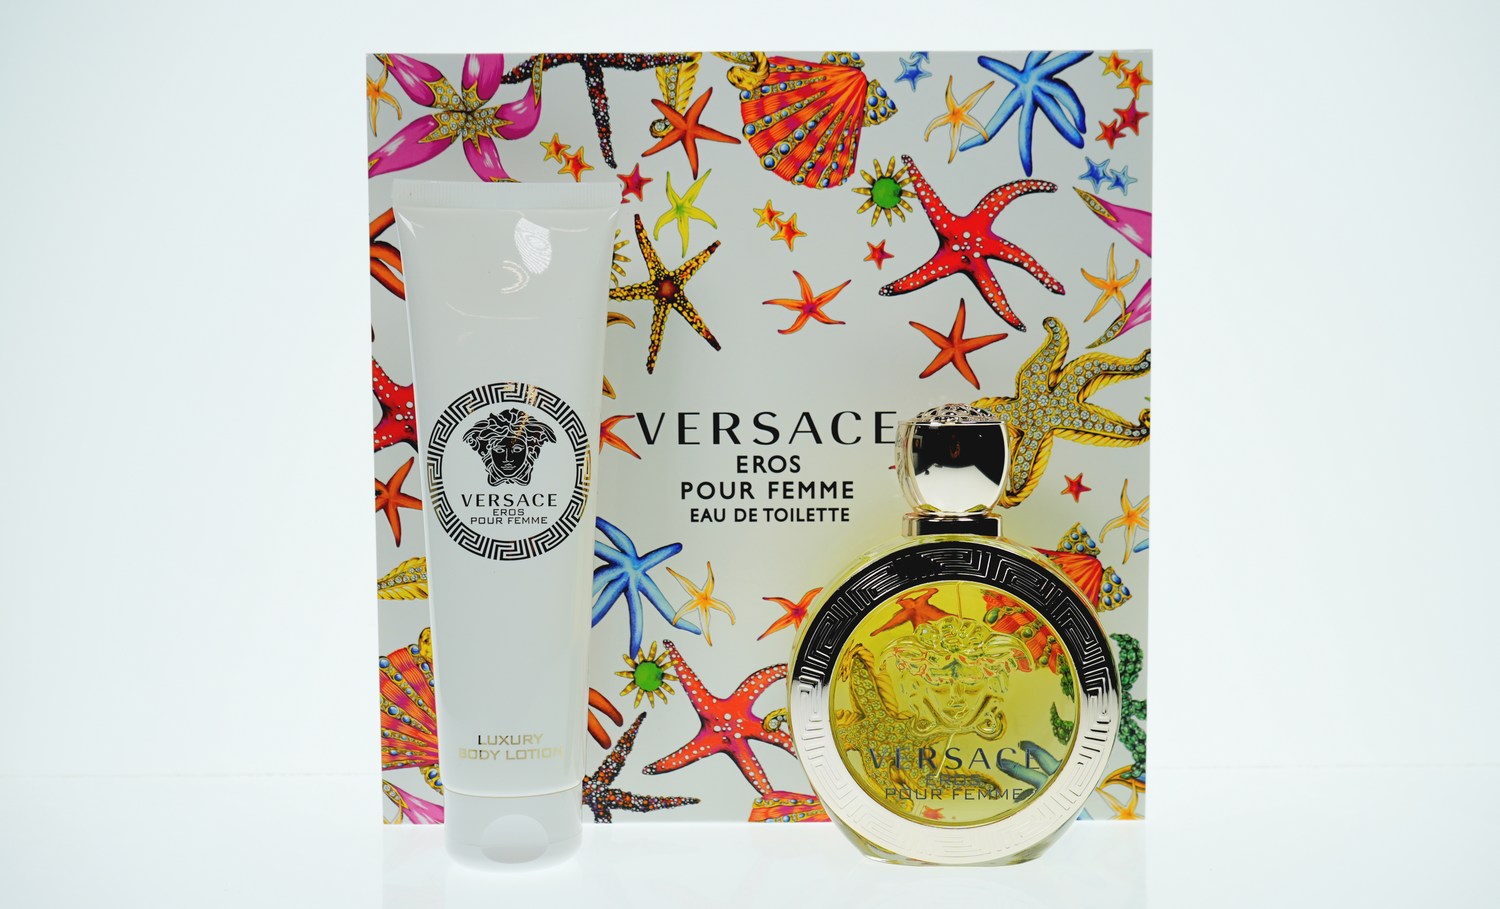 VERSACE
EROS
POUR FEMME
EAU DE TOILETTE
VERSACE
EROS
POUR FEMME
LUXURY
BODY LOTION
VERSACE
EROS
POUR FEMME